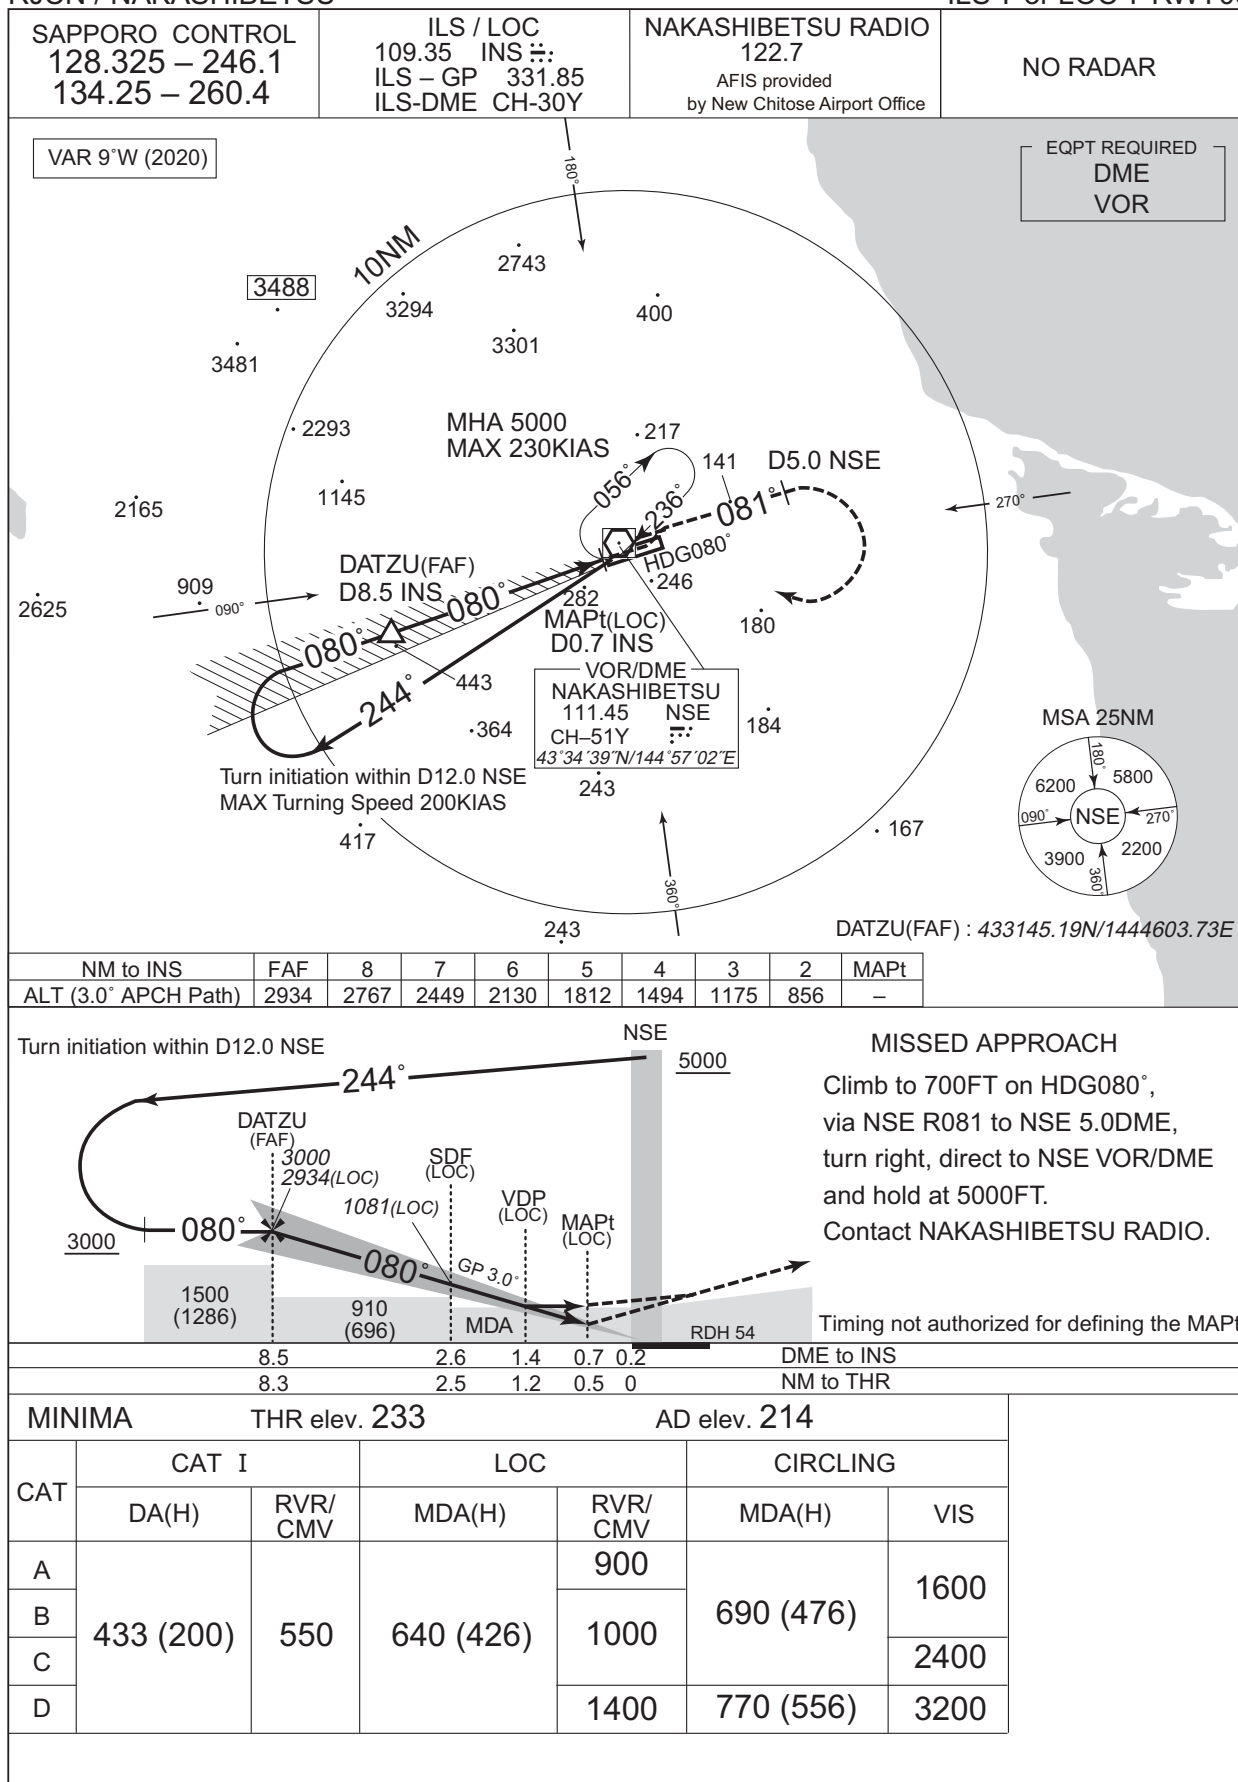 RJCN / NAKASHIBETSU
SAPPORO CONTROL
128.325 – 246.1
134.25 – 260.4
ILS / LOC
109.35 INS
ILS – GP 331.85
ILS-DME CH-30Y
NAKASHIBETSU RADIO
122.7
AFIS provided
by New Chitose Airport Office
NO RADAR
VAR 9°W (2020)
EQPT REQUIRED
DME
VOR
180°
10NM
2743
3488
3294
400
3301
3481
2293
MHA 5000
MAX 230KIAS
217
141
D5.0 NSE
056°
236°
081°
270°
1145
2165
HDG080°
DATZU(FAF)
D8.5 INS
080°
909
090°
2625
282
246
MAPt(LOC)
D0.7 INS
180
080°
443
244°
364
VOR/DME
NAKASHIBETSU
111.45 NSE
CH–51Y
43°34′39″N/144°57′02″E
184
243
Turn initiation within D12.0 NSE
MAX Turning Speed 200KIAS
417
167
360°
243
MSA 25NM
180°
6200
5800
090°
NSE
270°
3900
2200
360°
DATZU(FAF) : 433145.19N/1444603.73E
NM to INS FAF 8 7 6 5 4 3 2 MAPt
ALT (3.0° APCH Path) 2934 2767 2449 2130 1812 1494 1175 856 –
Turn initiation within D12.0 NSE
NSE
5000
244°
DATZU
(FAF)
3000
2934(LOC)
SDF
(LOC)
1081(LOC)
VDP
(LOC)
MAPt
(LOC)
3000
080°
080°
GP 3.0°
1500
(1286)
910
(696)
MDA
RDH 54
MISSED APPROACH
Climb to 700FT on HDG080°,
via NSE R081 to NSE 5.0DME,
turn right, direct to NSE VOR/DME
and hold at 5000FT.
Contact NAKASHIBETSU RADIO.
Timing not authorized for defining the MAPt
8.5 2.6 1.4 0.7 0.2 DME to INS
8.3 2.5 1.2 0.5 0 NM to THR
MINIMA THR elev. 233 AD elev. 214
CAT
CAT I LOC CIRCLING
DA(H) RVR/CMV MDA(H) RVR/CMV MDA(H) VIS
A
B
C
D
433 (200)
550
640 (426)
900
1000
1400
690 (476)
770 (556)
1600
2400
3200